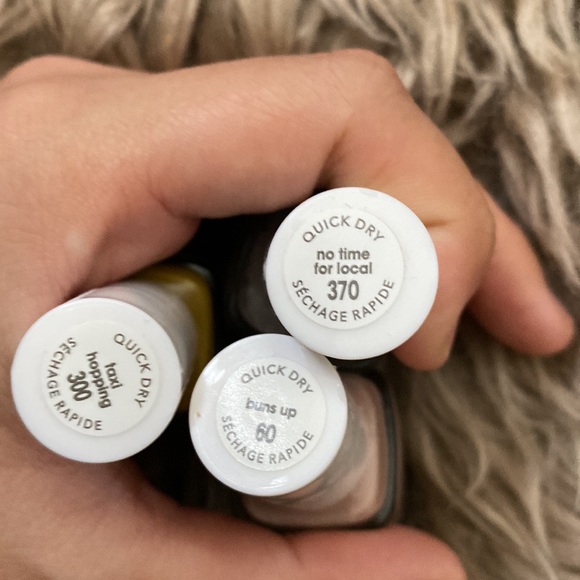 QUICK DRY
no time
for local
370
SÉCHAGE RAPIDE
QUICK DRY
taxi
hopping
300
SÉCHAGE RAPIDE
QUICK DRY
buns up
60
SÉCHAGE RAPIDE